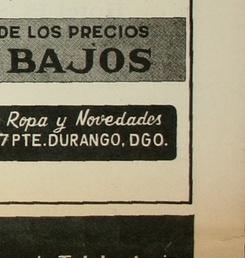 DE LOS PRECIOS
BAJOS
Ropa y Novedades
7 PTE. DURANGO, DGO.